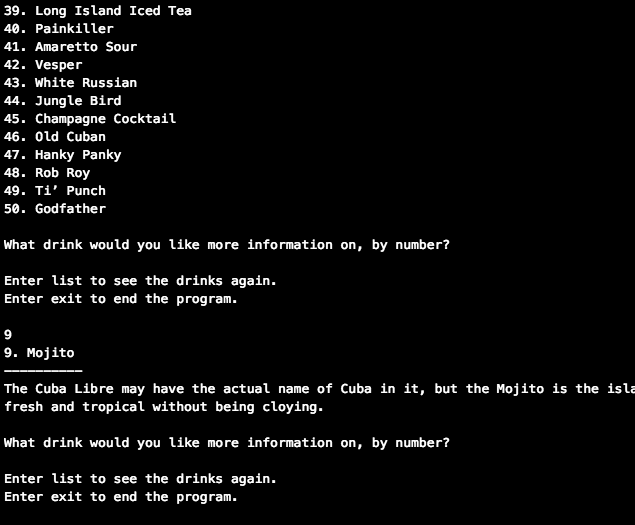 39. Long Island Iced Tea
40. Painkiller
41. Amaretto Sour
42. Vesper
43. White Russian
44. Jungle Bird
45. Champagne Cocktail
46. Old Cuban
47. Hanky Panky
48. Rob Roy
49. Ti’ Punch
50. Godfather
What drink would you like more information on, by number?
Enter list to see the drinks again.
Enter exit to end the program.
9
9. Mojito
——————————
The Cuba Libre may have the actual name of Cuba in it, but the Mojito is the
fresh and tropical without being cloying.
What drink would you like more information on, by number?
Enter list to see the drinks again.
Enter exit to end the program.